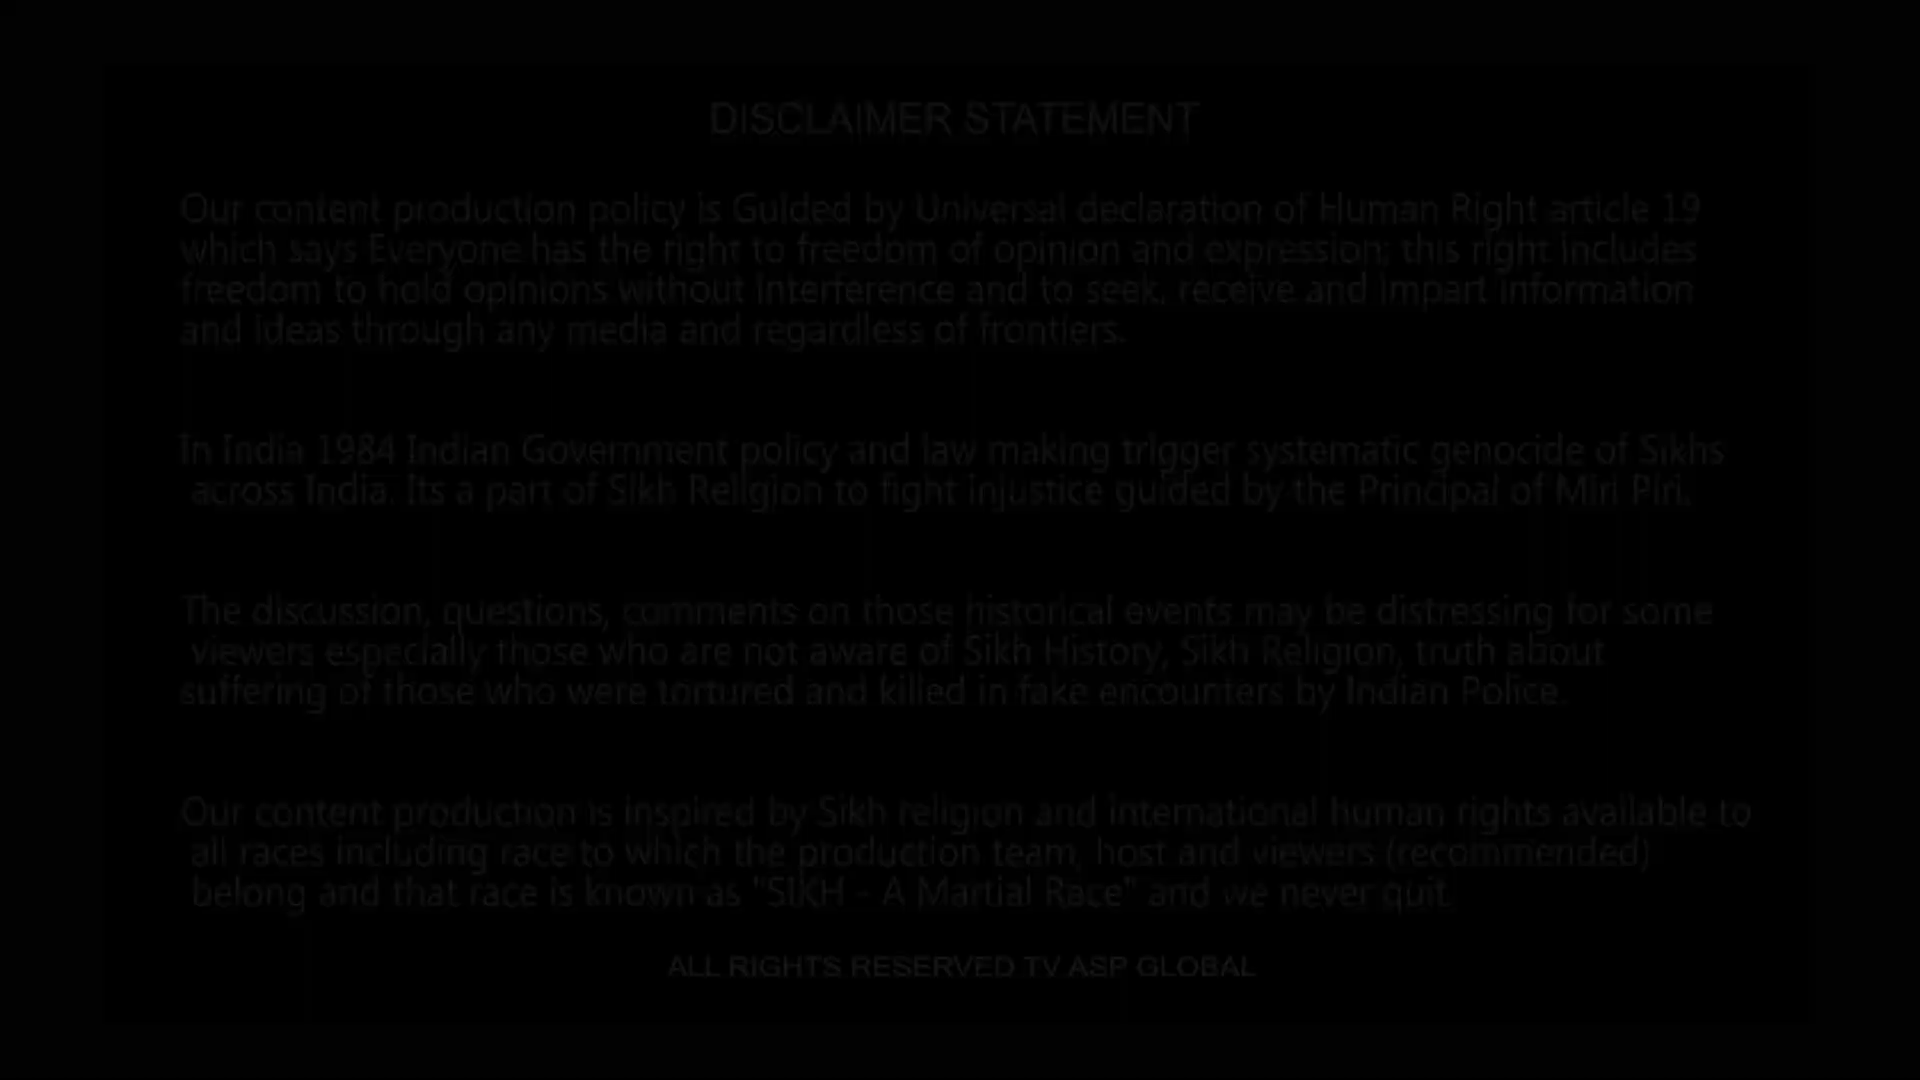 DISCLAIMER STATEMENT
Our content production policy is Guided by Universal declaration of Human Right article 19
which says Everyone has the right to freedom of opinion and expression; this right includes
freedom to hold opinions without interference and to seek, receive and impart information
and ideas through any media and regardless of frontiers.
In India 1984 Indian Government policy and law making trigger systematic genocide of Sikhs
across India. Its a part of Sikh Religion to fight injustice guided by the Principal of Miri Piri.
The discussion, questions, comments on those historical events may be distressing for some
viewers especially those who are not aware of Sikh History, Sikh Religion, truth about
suffering of those who were tortured and killed in fake encounters by Indian Police.
Our content production is inspired by Sikh religion and international human rights available to
all races including race to which the production team, host and viewers (recommended)
belong and that race is known as "SIKH - A Martial Race" and we never quit.
ALL RIGHTS RESERVED TV ASP GLOBAL